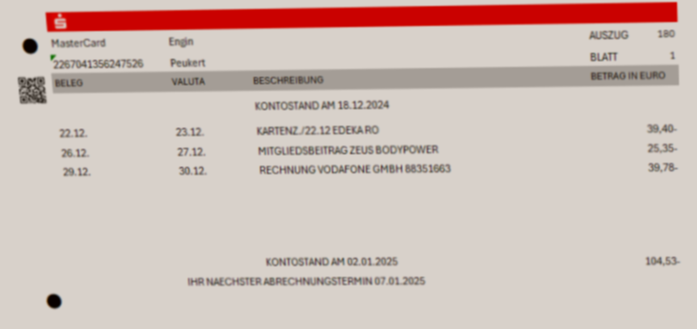 MasterCard Engin AUSZUG 180
2267041356247526 Peukert BLATT 1
BELEG VALUTA BESCHREIBUNG BETRAG IN EURO
KONTOSTAND AM 18.12.2024
22.12. 23.12. KARTENZ./22.12 EDEKA RO 39,40-
26.12. 27.12. MITGLIEDSBEITRAG ZEUS BODYPOWER 25,35-
29.12. 30.12. RECHNUNG VODAFONE GMBH 88351663 39,78-
KONTOSTAND AM 02.01.2025 104,53-
IHR NAECHSTER ABRECHNUNGSTERMIN 07.01.2025